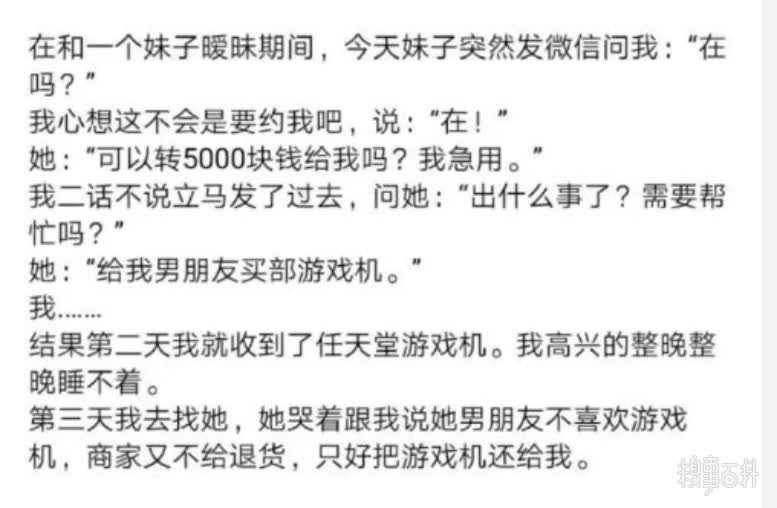 在和一个妹子暧昧期间，今天妹子突然发微信问我：“在
吗？”
我心想这不会是要约我吧，说：“在！”
她：“可以转5000块钱给我吗？我急用。”
我二话不说立马发了过去，问她：“出什么事了？需要帮
忙吗？”
她：“给我男朋友买部游戏机。”
我……
结果第二天我就收到了任天堂游戏机。我高兴的整晚整
晚睡不着。
第三天我去找她，她哭着跟我说她男朋友不喜欢游戏
机，商家又不给退货，只好把游戏机还给我。
糗事百科